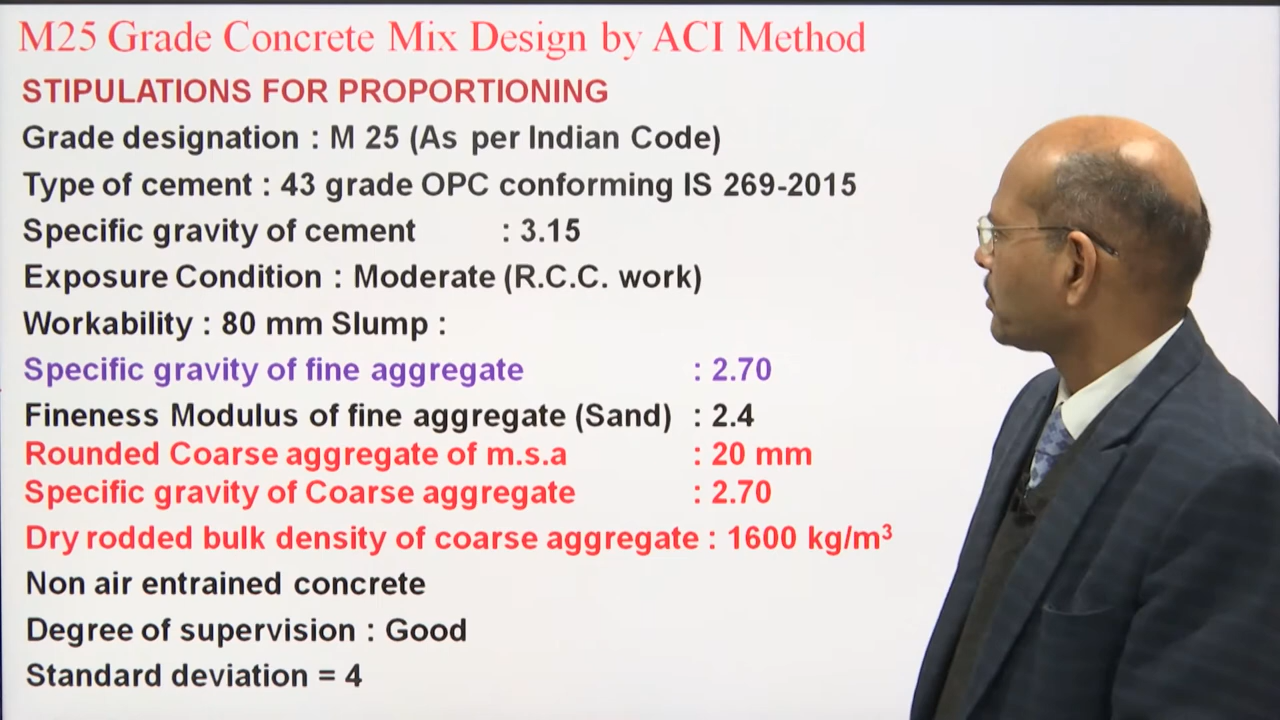 M25 Grade Concrete Mix Design by ACI Method
STIPULATIONS FOR PROPORTIONING
Grade designation : M 25 (As per Indian Code)
Type of cement : 43 grade OPC conforming IS 269-2015
Specific gravity of cement : 3.15
Exposure Condition : Moderate (R.C.C. work)
Workability : 80 mm Slump :
Specific gravity of fine aggregate : 2.70
Fineness Modulus of fine aggregate (Sand) : 2.4
Rounded Coarse aggregate of m.s.a : 20 mm
Specific gravity of Coarse aggregate : 2.70
Dry rodded bulk density of coarse aggregate : 1600 kg/m³
Non air entrained concrete
Degree of supervision : Good
Standard deviation = 4